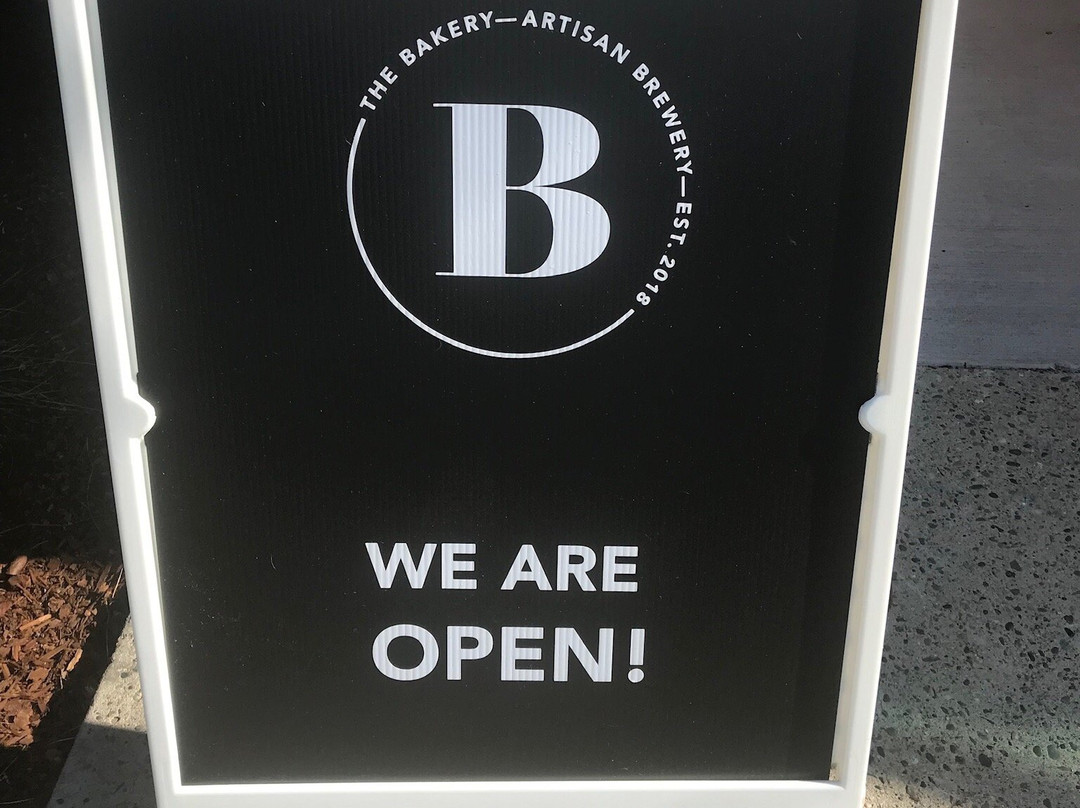 THE BAKERY—ARTISAN BREWERY—EST. 2018
B
WE ARE
OPEN!